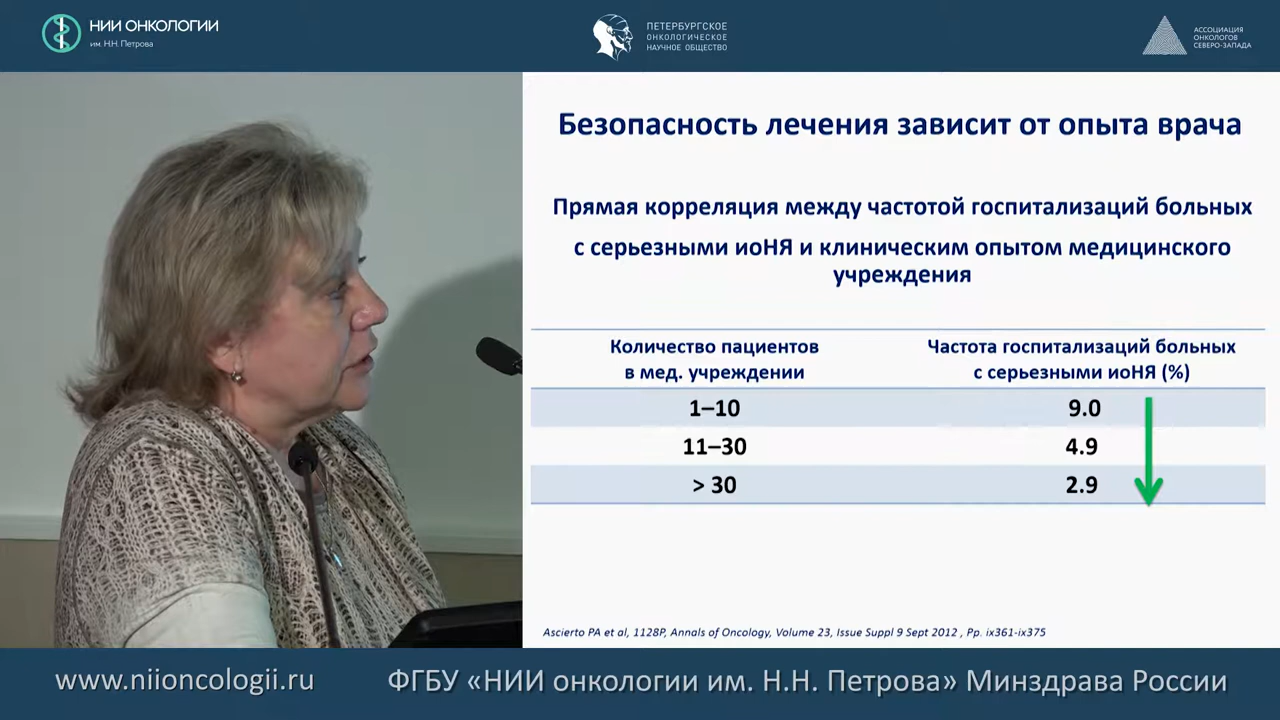 НИИ ОНКОЛОГИИ
им. Н.Н. Петрова
ПЕТЕРБУРГСКОЕ
ОНКОЛОГИЧЕСКОЕ
НАУЧНОЕ ОБЩЕСТВО
АССОЦИАЦИЯ
ОНКОЛОГОВ
СЕВЕРО-ЗАПАДА
Безопасность лечения зависит от опыта врача
Прямая корреляция между частотой госпитализаций больных
с серьезными иоНЯ и клиническим опытом медицинского
учреждения
Количество пациентов
в мед. учреждении
Частота госпитализаций больных
с серьезными иоНЯ (%)
1–10 9.0
11–30 4.9
> 30 2.9
Ascierto PA et al, 1128P, Annals of Oncology, Volume 23, Issue Suppl 9 Sept 2012 , Pp. ix361-ix375
www.niioncologii.ru
ФГБУ «НИИ онкологии им. Н.Н. Петрова» Минздрава России